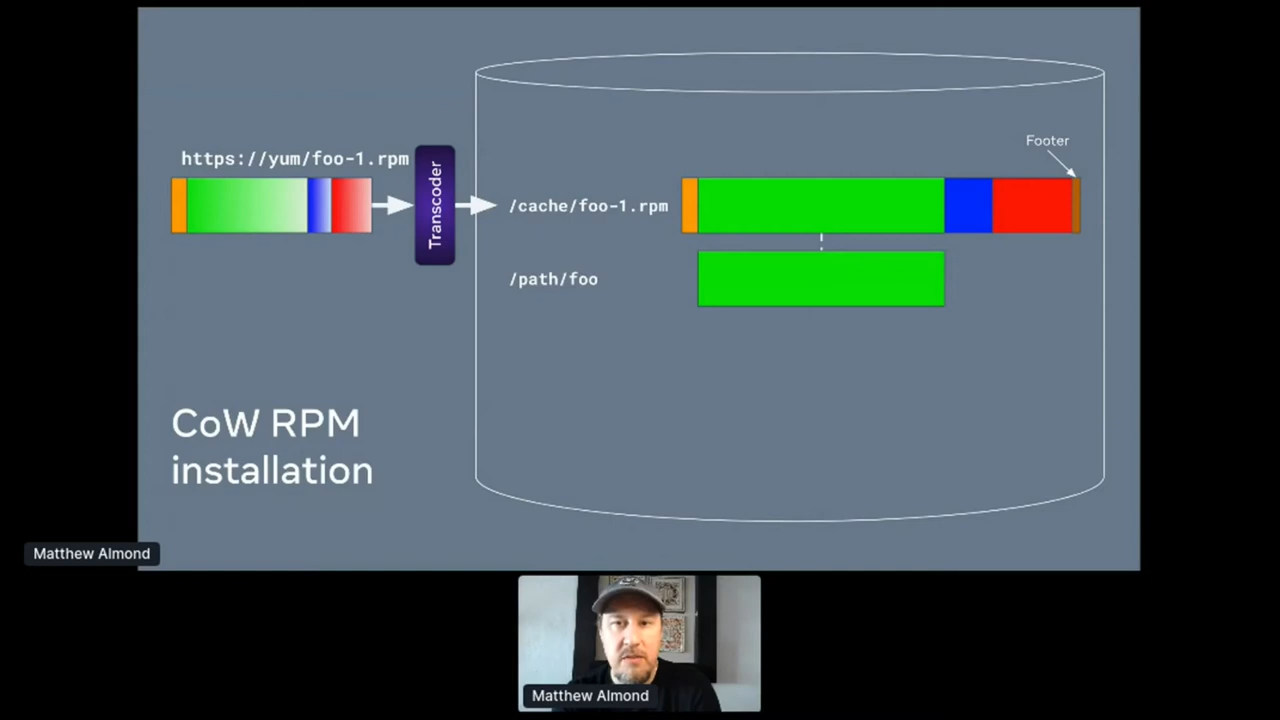 Footer
https://yum/foo-1.rpm
Transcoder
/cache/foo-1.rpm
/path/foo
CoW RPM
installation
Matthew Almond
Matthew Almond